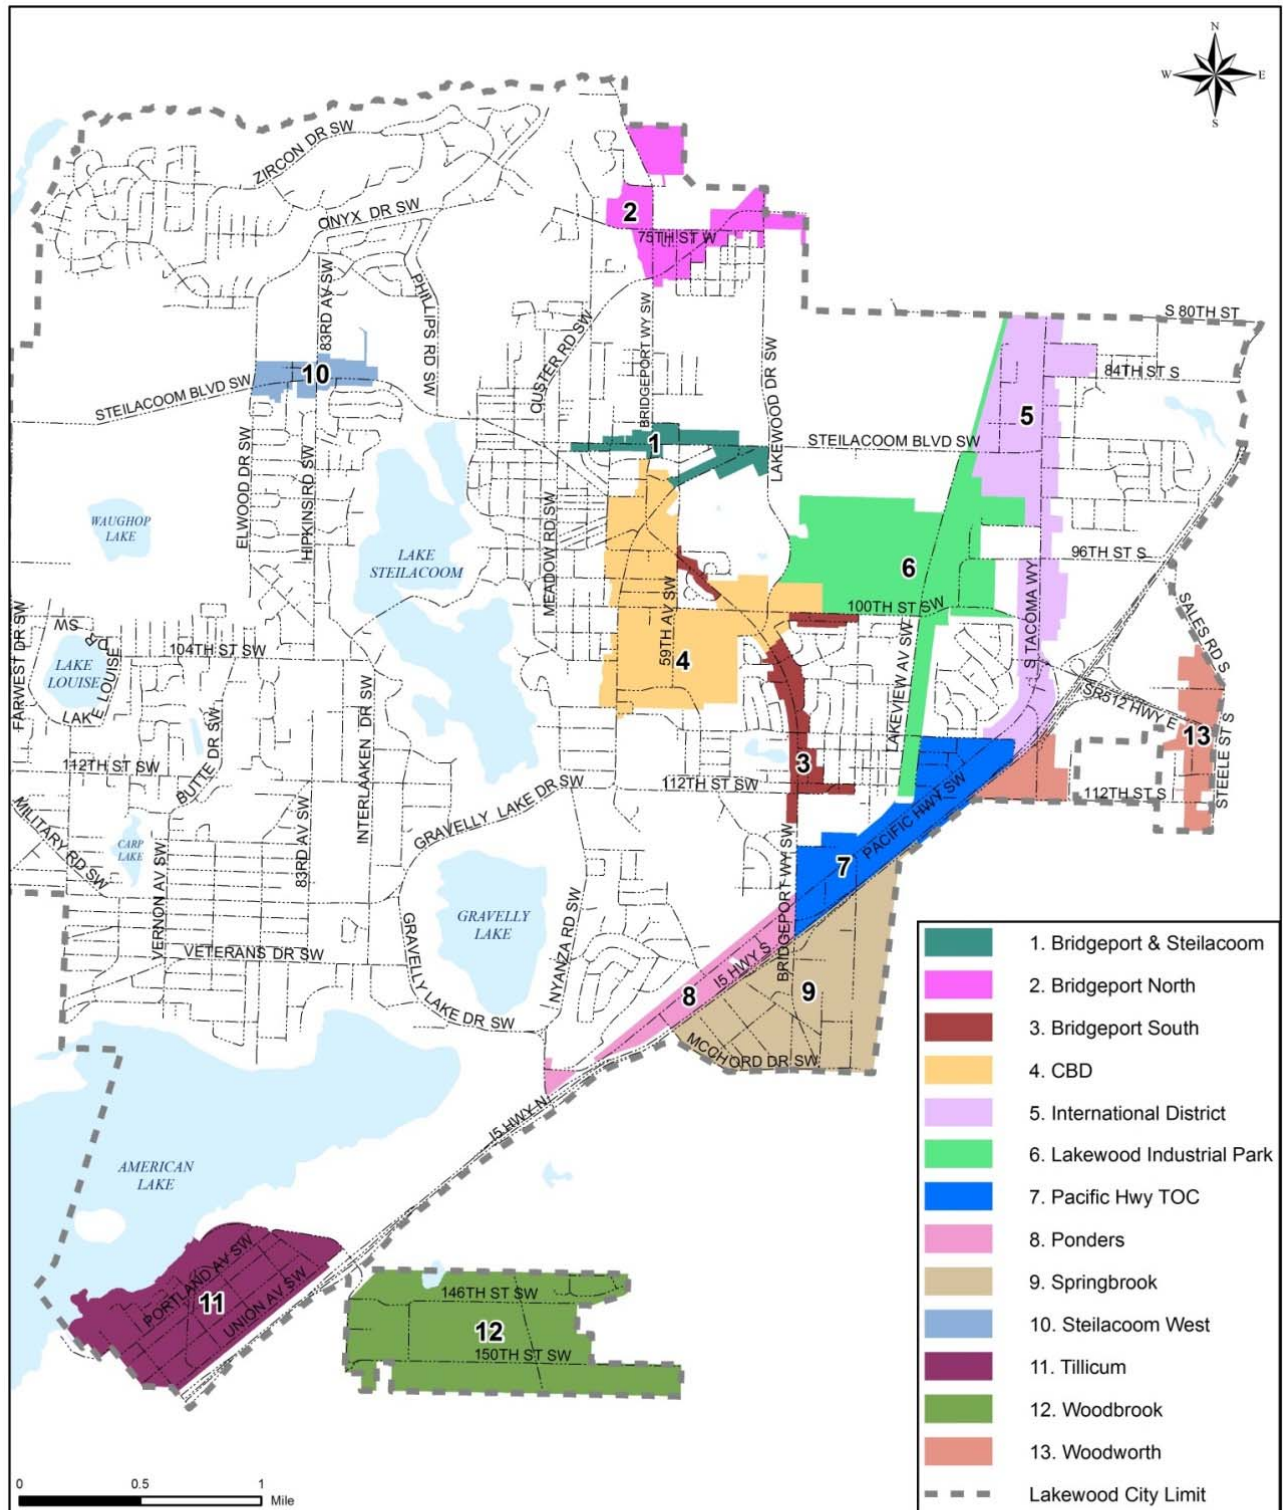 N
W E
S
ZIRCON DR SW
ONYX DR SW
2
75TH ST W
83RD AV SW
PHILLIPS RD SW
CUSTER RD SW
BRIDGEPORT WY SW
LAKEWOOD DR SW
S 80TH ST
84TH ST S
10
STEILACOOM BLVD SW
5
1
STEILACOOM BLVD SW
ELWOOD DR SW
HIPKINS RD SW
MEADOW RD SW
WAUGHOP
LAKE
LAKE
STEILACOOM
96TH ST S
6
100TH ST SW
S TACOMA WY
SALES RD S
FARWEST DR SW
LAKE LOUISE DR SW
LAKE
LOUISE
104TH ST SW
59TH AV SW
4
LAKEVIEW AV SW
SR512 HWY E
13
STEELE ST S
INTERLAAKEN DR SW
BUTTE DR SW
112TH ST SW
3
112TH ST SW
112TH ST S
MILITARY RD SW
CARP
LAKE
VERNON AV SW
83RD AV SW
GRAVELLY LAKE DR SW
PACIFIC HWY SW
7
BRIDGEPORT WY SW
GRAVELLY
LAKE
NYANZA RD SW
VETERANS DR SW
GRAVELLY LAKE DR SW
I5 HWY S
8
9
MCCHORD DR SW
I5 HWY N
AMERICAN
LAKE
PORTLAND AV SW
UNION AV SW
11
146TH ST SW
12
150TH ST SW
1. Bridgeport & Steilacoom
2. Bridgeport North
3. Bridgeport South
4. CBD
5. International District
6. Lakewood Industrial Park
7. Pacific Hwy TOC
8. Ponders
9. Springbrook
10. Steilacoom West
11. Tillicum
12. Woodbrook
13. Woodworth
Lakewood City Limit
0 0.5 1
Mile